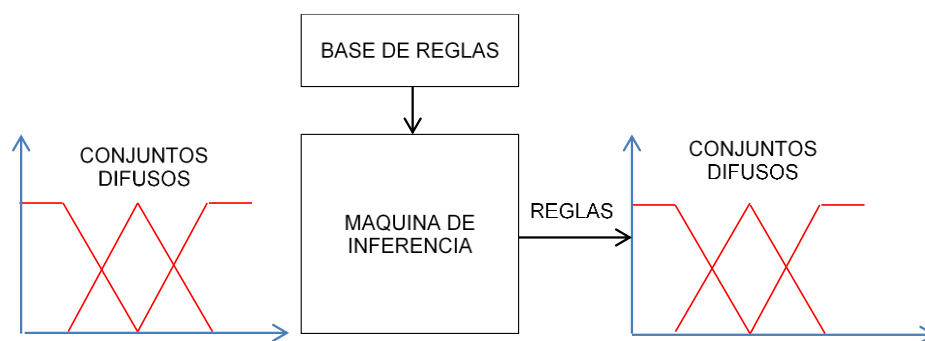 BASE DE REGLAS
CONJUNTOS
DIFUSOS
MAQUINA DE
INFERENCIA
REGLAS
CONJUNTOS
DIFUSOS